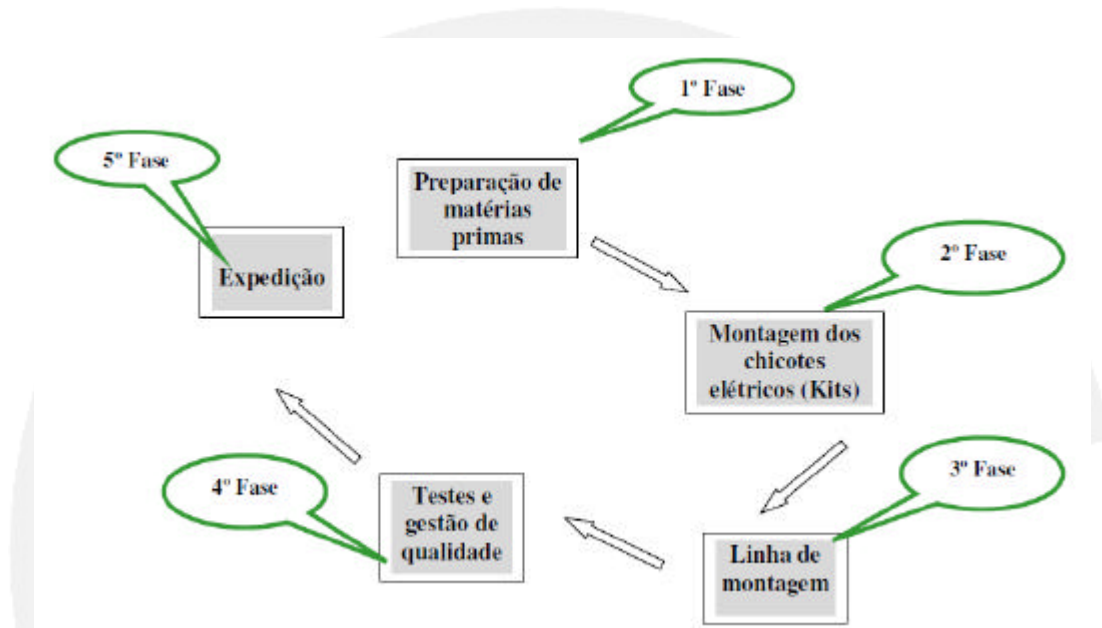 1º Fase
Preparação de
matérias
primas
2º Fase
Montagem dos
chicotes
elétricos (Kits)
3º Fase
Linha de
montagem
4º Fase
Testes e
gestão de
qualidade
5º Fase
Expedição